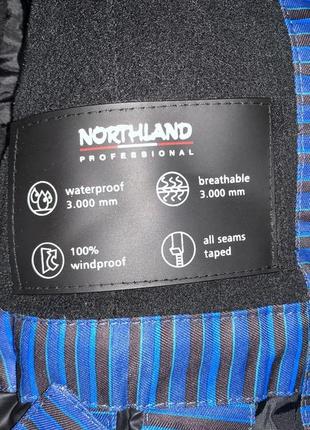 NORTHLAND
PROFESSIONAL
waterproof
3.000 mm
breathable
3.000 mm
100%
windproof
all seams
taped